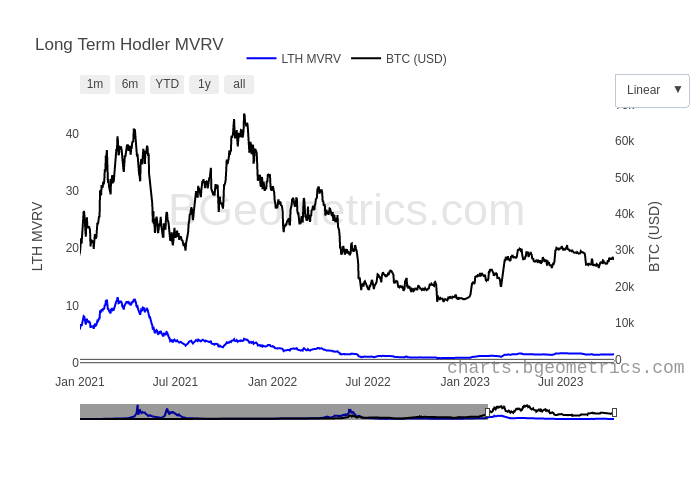 Long Term Hodler MVRV
LTH MVRV BTC (USD)
1m 6m YTD 1y all
Linear ▼
40
30
20
10
0
LTH MVRV
60k
50k
40k
30k
20k
10k
0
BTC (USD)
BGeometrics.com
Jan 2021 Jul 2021 Jan 2022 Jul 2022 Jan 2023 Jul 2023
charts.bgeometrics.com